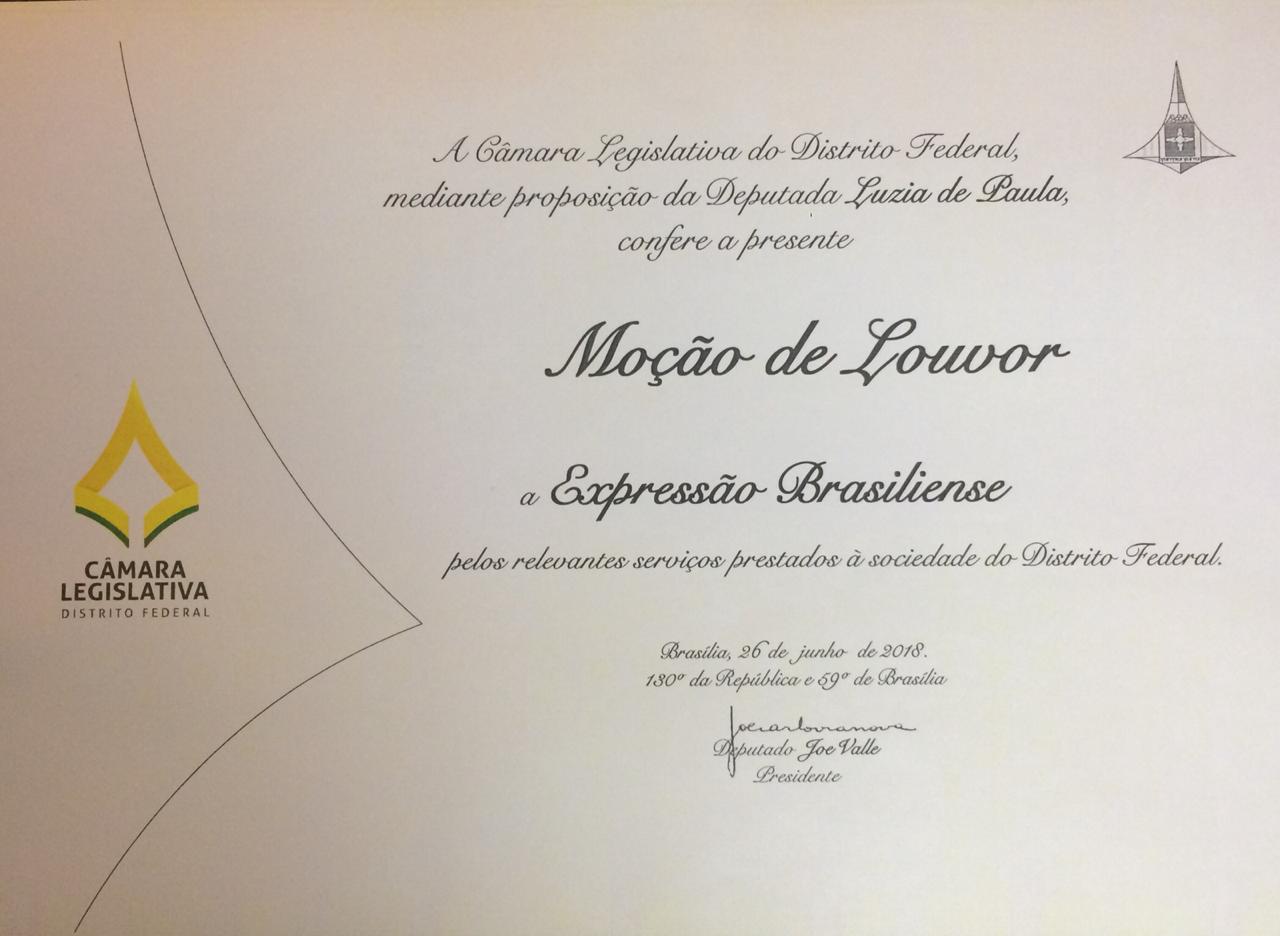 A Câmara Legislativa do Distrito Federal,
mediante proposição da Deputada Luzia de Paula,
confere a presente
Moção de Louvor
a Expressão Brasiliense
pelos relevantes serviços prestados à sociedade do Distrito Federal.
CÂMARA
LEGISLATIVA
DISTRITO FEDERAL
Brasília, 26 de junho de 2018.
130º da República e 59º de Brasília
Deputado Joe Valle
Presidente